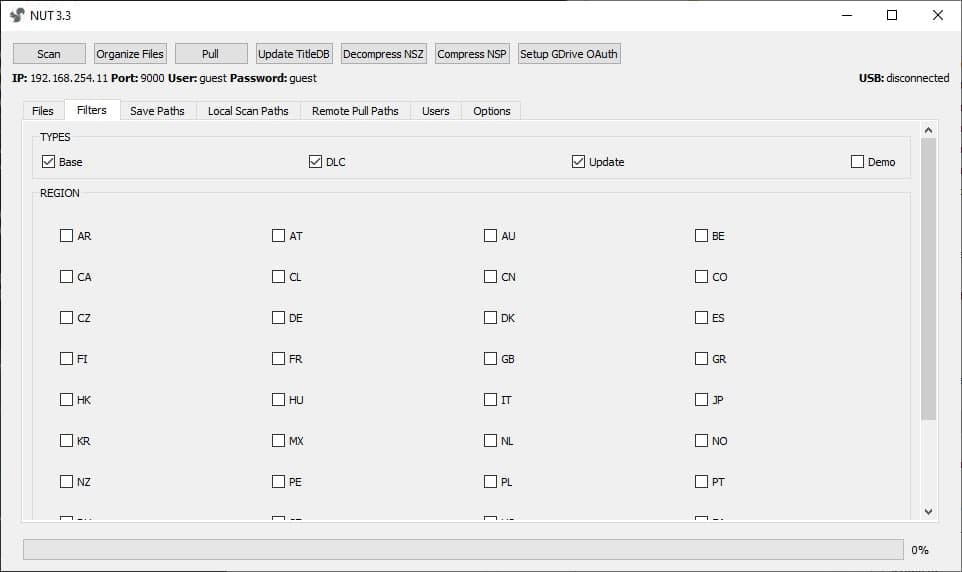 NUT 3.3
Scan Organize Files Pull Update TitleDB Decompress NSZ Compress NSP Setup GDrive OAuth
IP: 192.168.254.11 Port: 9000 User: guest Password: guest USB: disconnected
Files Filters Save Paths Local Scan Paths Remote Pull Paths Users Options
TYPES
Base DLC Update Demo
REGION
AR AT AU BE
CA CL CN CO
CZ DE DK ES
FI FR GB GR
HK HU IT JP
KR MX NL NO
NZ PE PL PT
0%